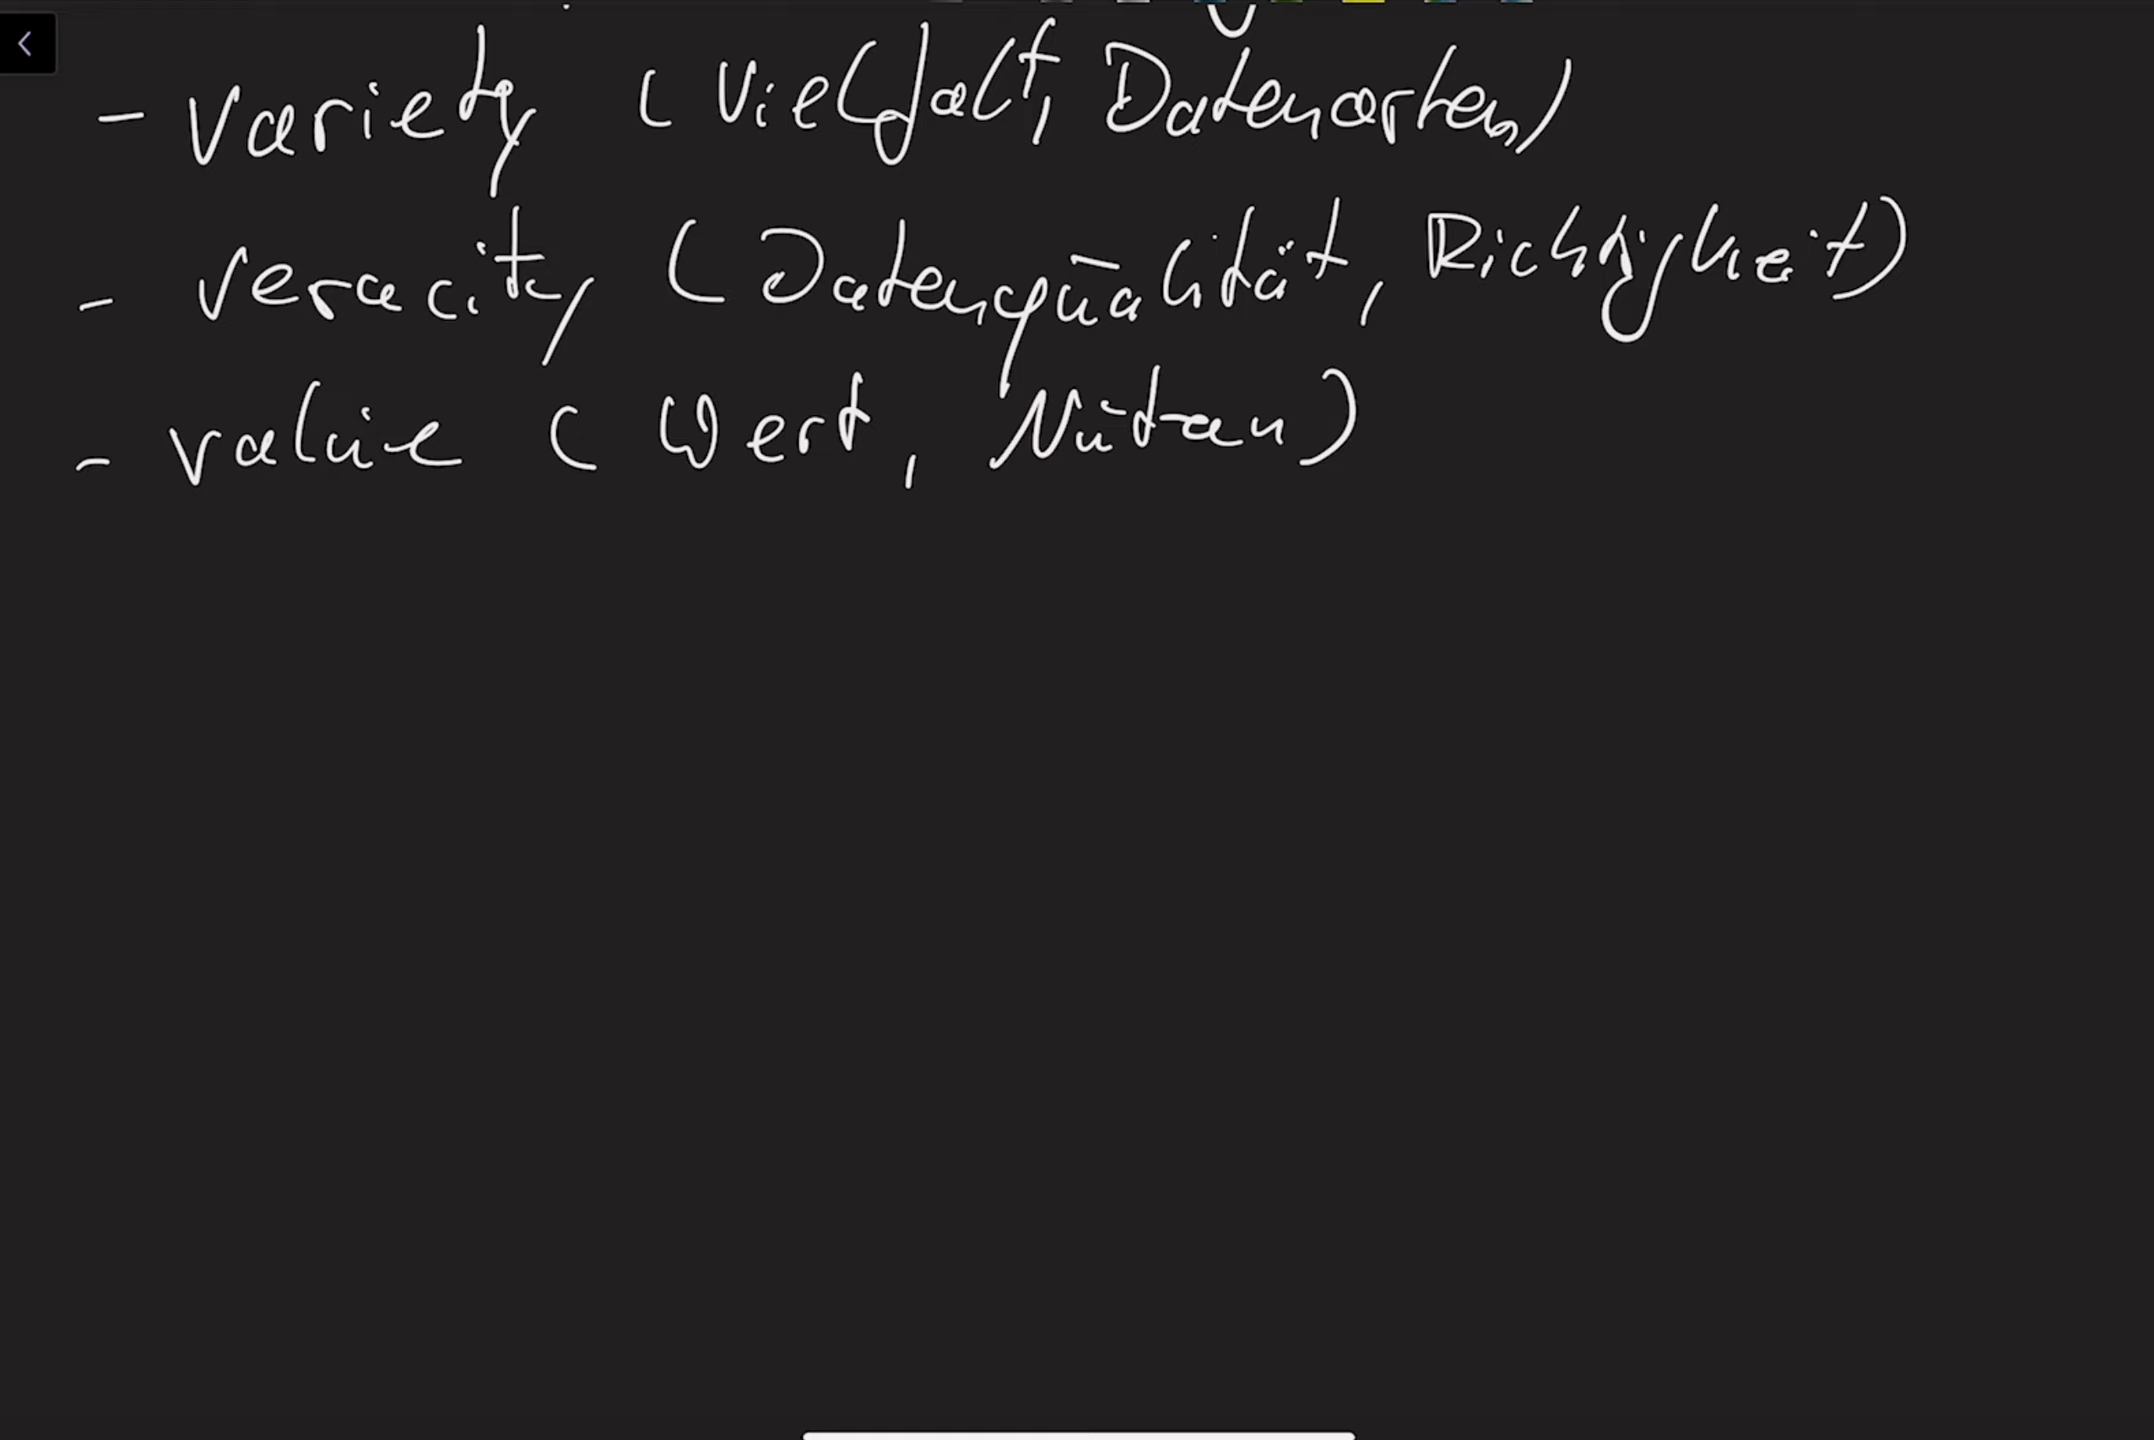 - variety (Vielfalt, Datenarten)
- veracity (Datenqualität, Richtigkeit)
- value (Wert, Nutzen)